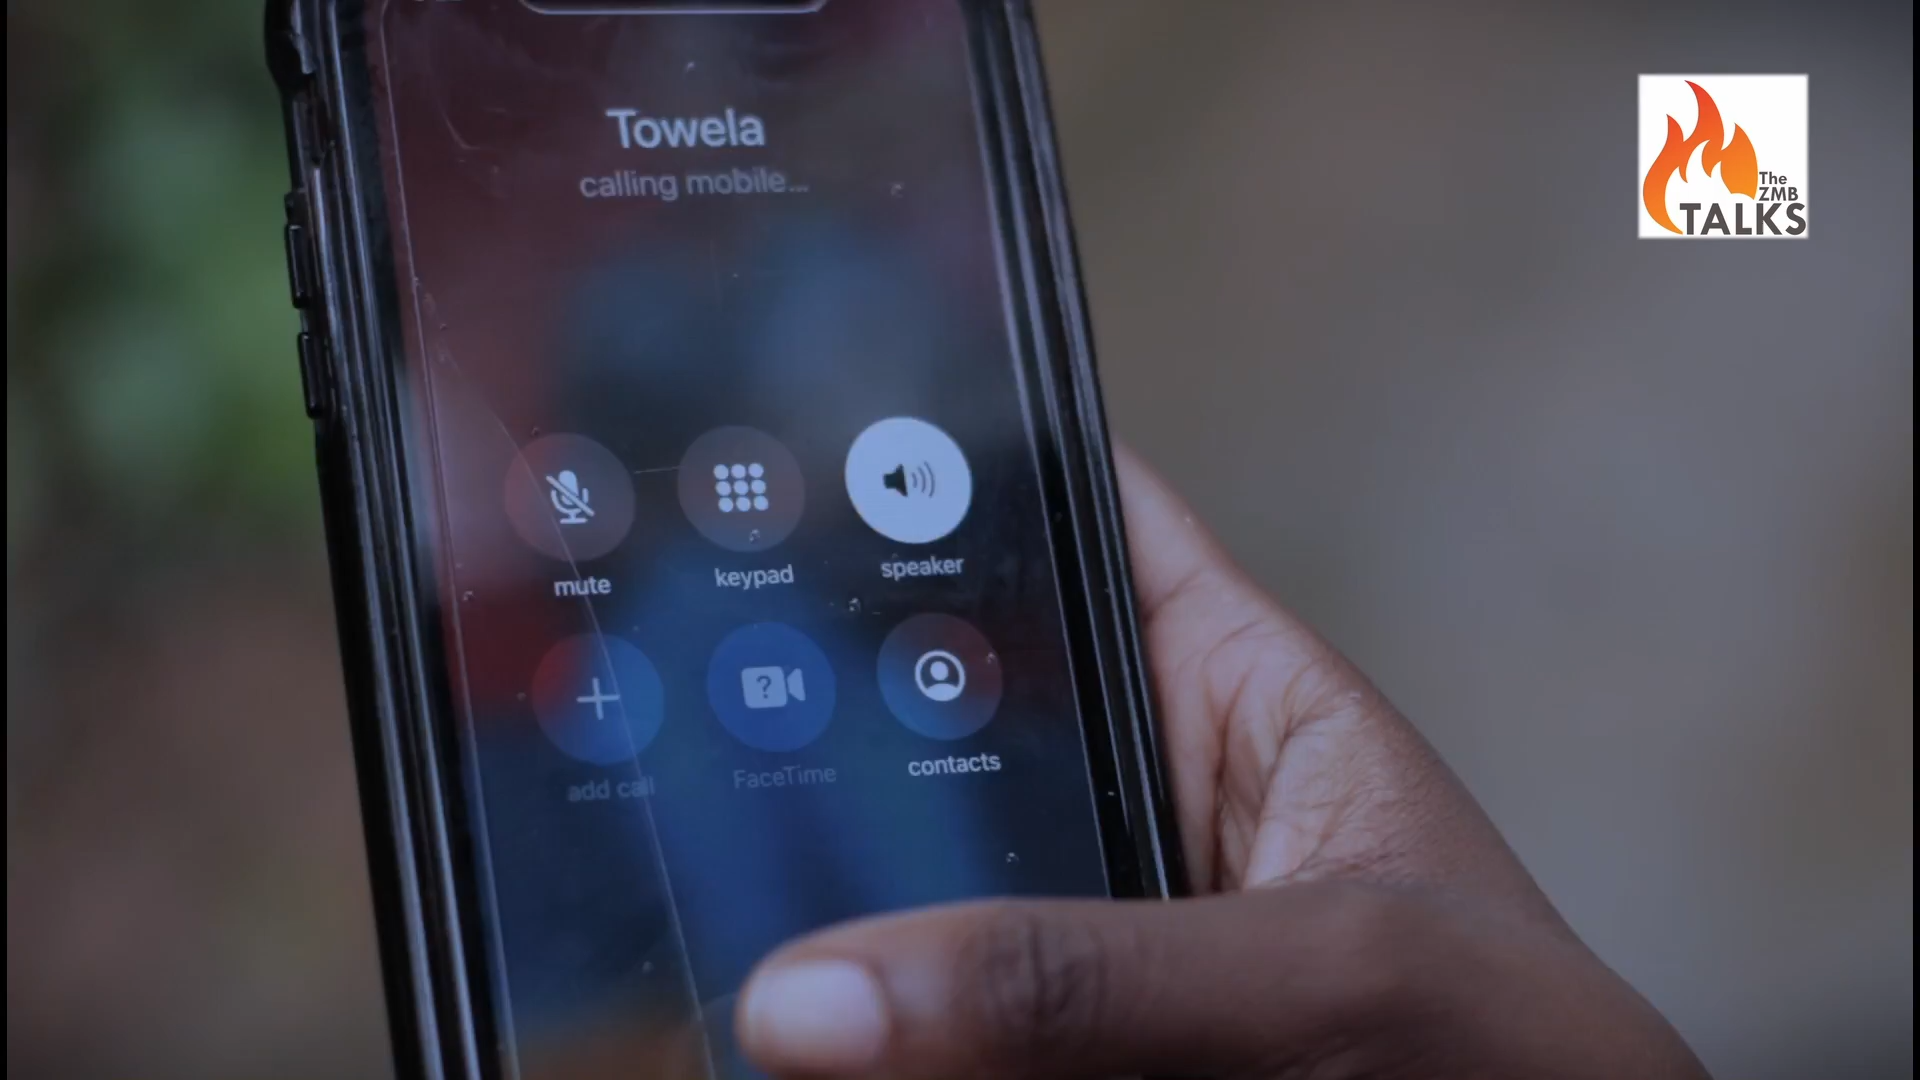 Towela
calling mobile...
mute
keypad
speaker
add call
FaceTime
contacts
The
ZMB
TALKS